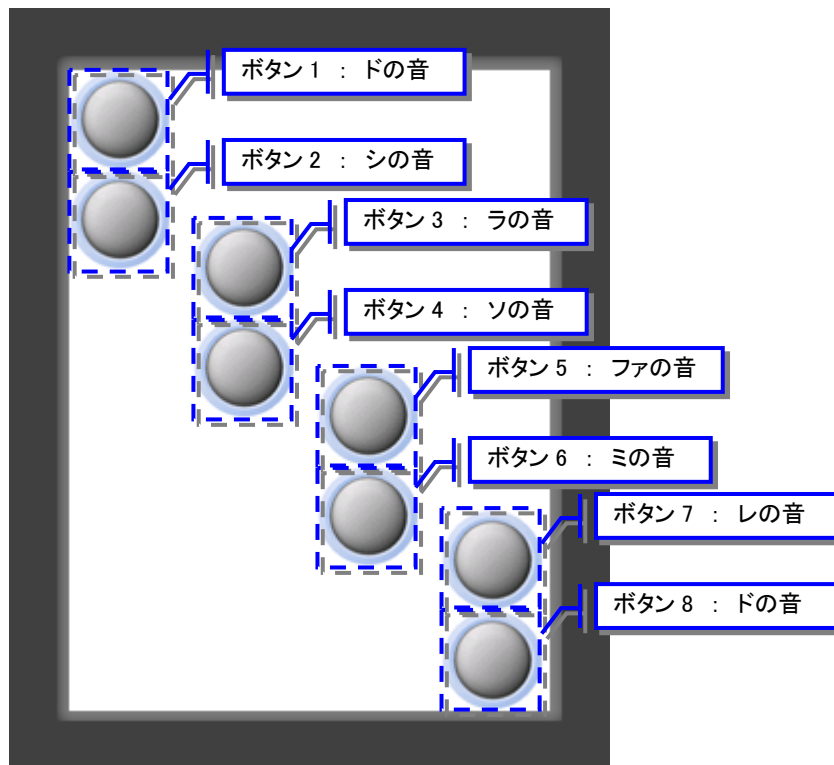 ボタン 1 : ドの音
ボタン 2 : シの音
ボタン 3 : ラの音
ボタン 4 : ソの音
ボタン 5 : ファの音
ボタン 6 : ミの音
ボタン 7 : レの音
ボタン 8 : ドの音